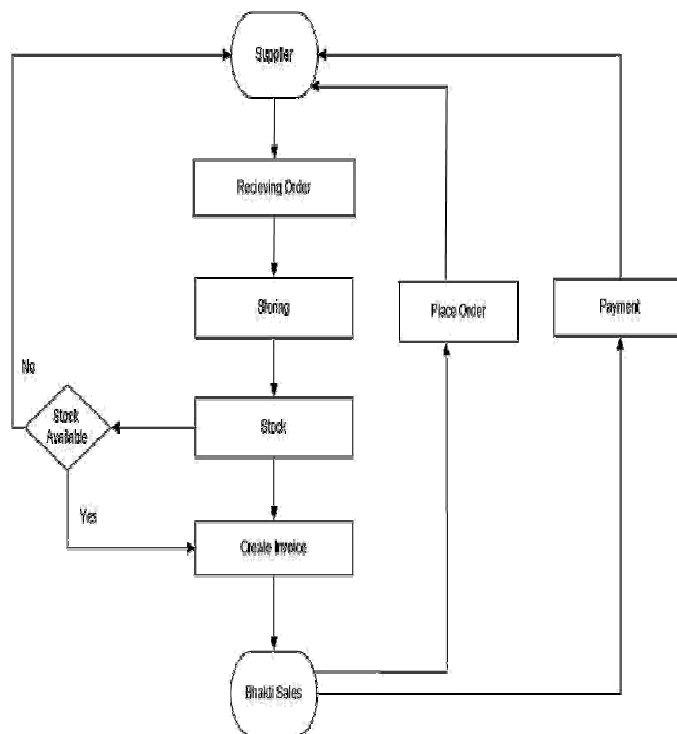 Supplier
Recieving Order
Storing
Place Order
Payment
No
Stock
Available
Stock
Yes
Create Invoice
Bhakti Sales